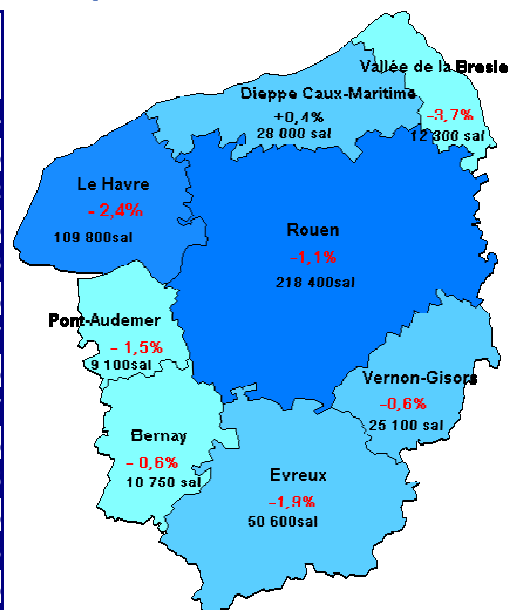 Vallée de la Bresle
-3,7%
12 300 sal
Dieppe Caux-Maritime
+0,4%
28 000 sal
Le Havre
- 2,4%
109 800sal
Rouen
-1,1%
218 400sal
Pont-Audemer
- 1,5%
9 100sal
Vernon-Gisors
-0,6%
25 100 sal
Bernay
- 0,6%
10 750 sal
Evreux
-1,8%
50 600sal